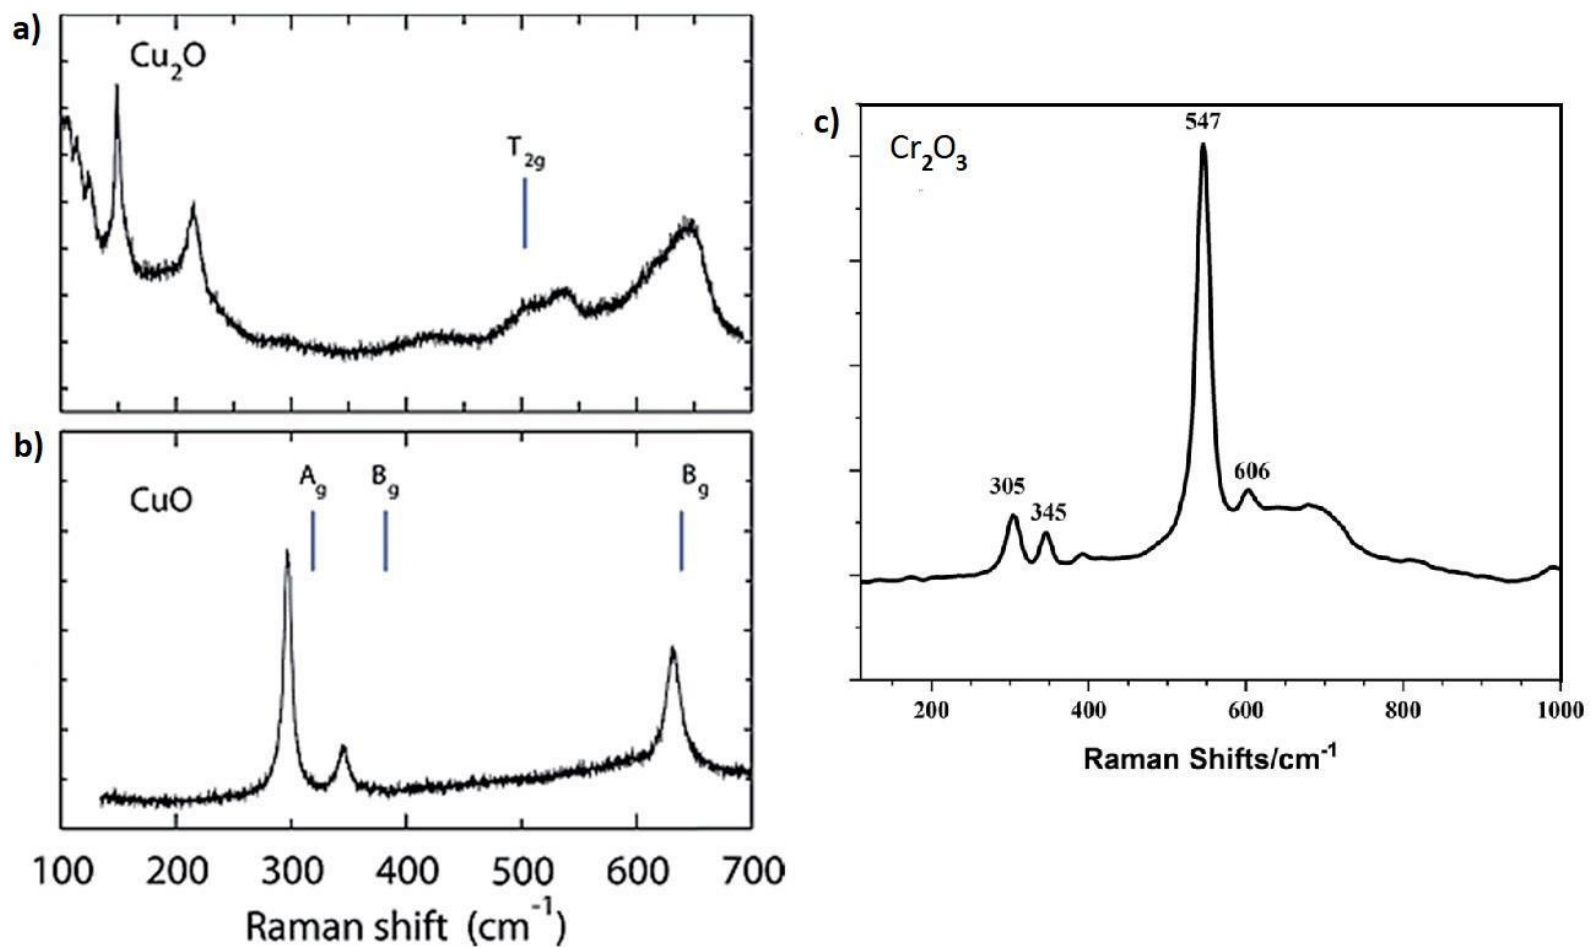 a)
Cu₂O
T₂g
b)
CuO
Ag
Bg
Bg
100 200 300 400 500 600 700
Raman shift (cm⁻¹)
c)
Cr₂O₃
547
305
345
606
200 400 600 800 1000
Raman Shifts/cm⁻¹